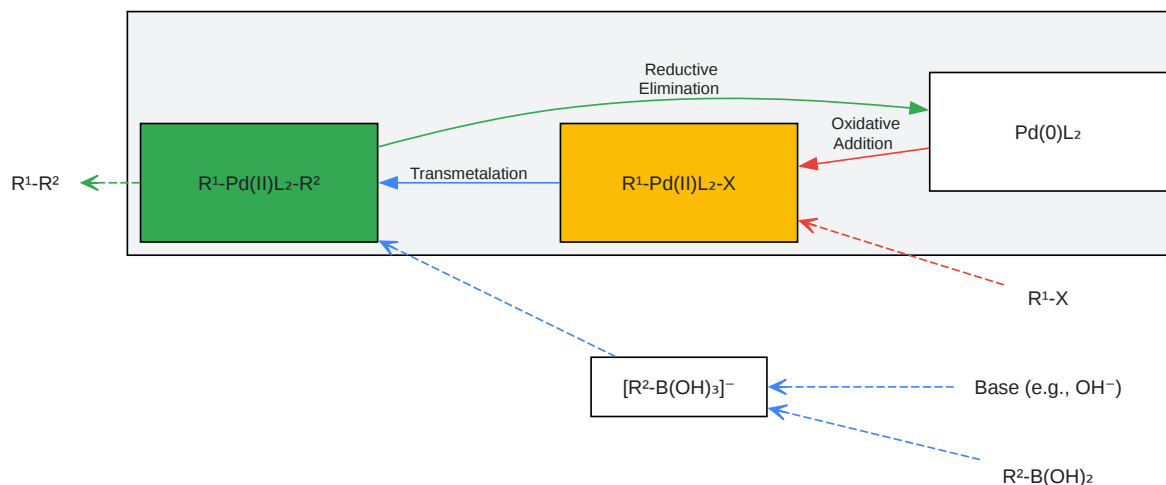 Reductive
Elimination
Oxidative
Addition
Pd(0)L₂
R¹-R²
R¹-Pd(II)L₂-R²
Transmetalation
R¹-Pd(II)L₂-X
R¹-X
[R²-B(OH)₃]⁻
Base (e.g., OH⁻)
R²-B(OH)₂